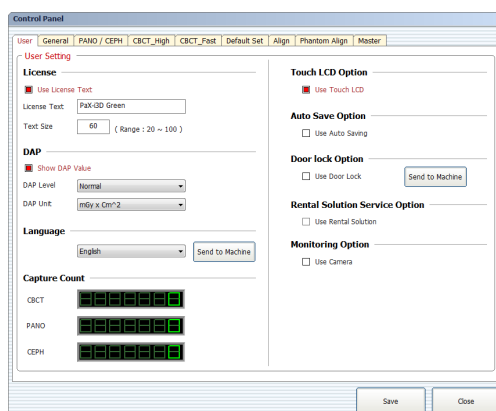 Control Panel
User General PANO / CEPH CBCT_High CBCT_Fast Default Set Align Phantom Align Master
User Setting
License
Use License Text
License Text PaX-i3D Green
Text Size 60 ( Range : 20 ~ 100 )
DAP
Show DAP Value
DAP Level Normal
DAP Unit mGy x Cm^2
Language
English Send to Machine
Capture Count
CBCT
PANO
CEPH
Touch LCD Option
Use Touch LCD
Auto Save Option
Use Auto Saving
Door lock Option
Use Door Lock Send to Machine
Rental Solution Service Option
Use Rental Solution
Monitoring Option
Use Camera
Save Close